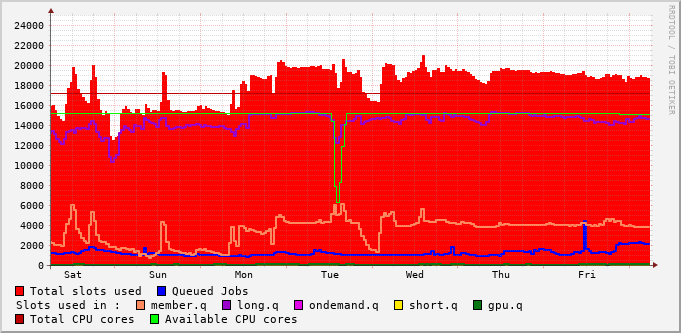 24000
22000
20000
18000
16000
14000
12000
10000
8000
6000
4000
2000
0
Sat Sun Mon Tue Wed Thu Fri
RRDTOOL / TOBI OETIKER
Total slots used Queued Jobs
Slots used in : member.q long.q ondemand.q short.q gpu.q
Total CPU cores Available CPU cores